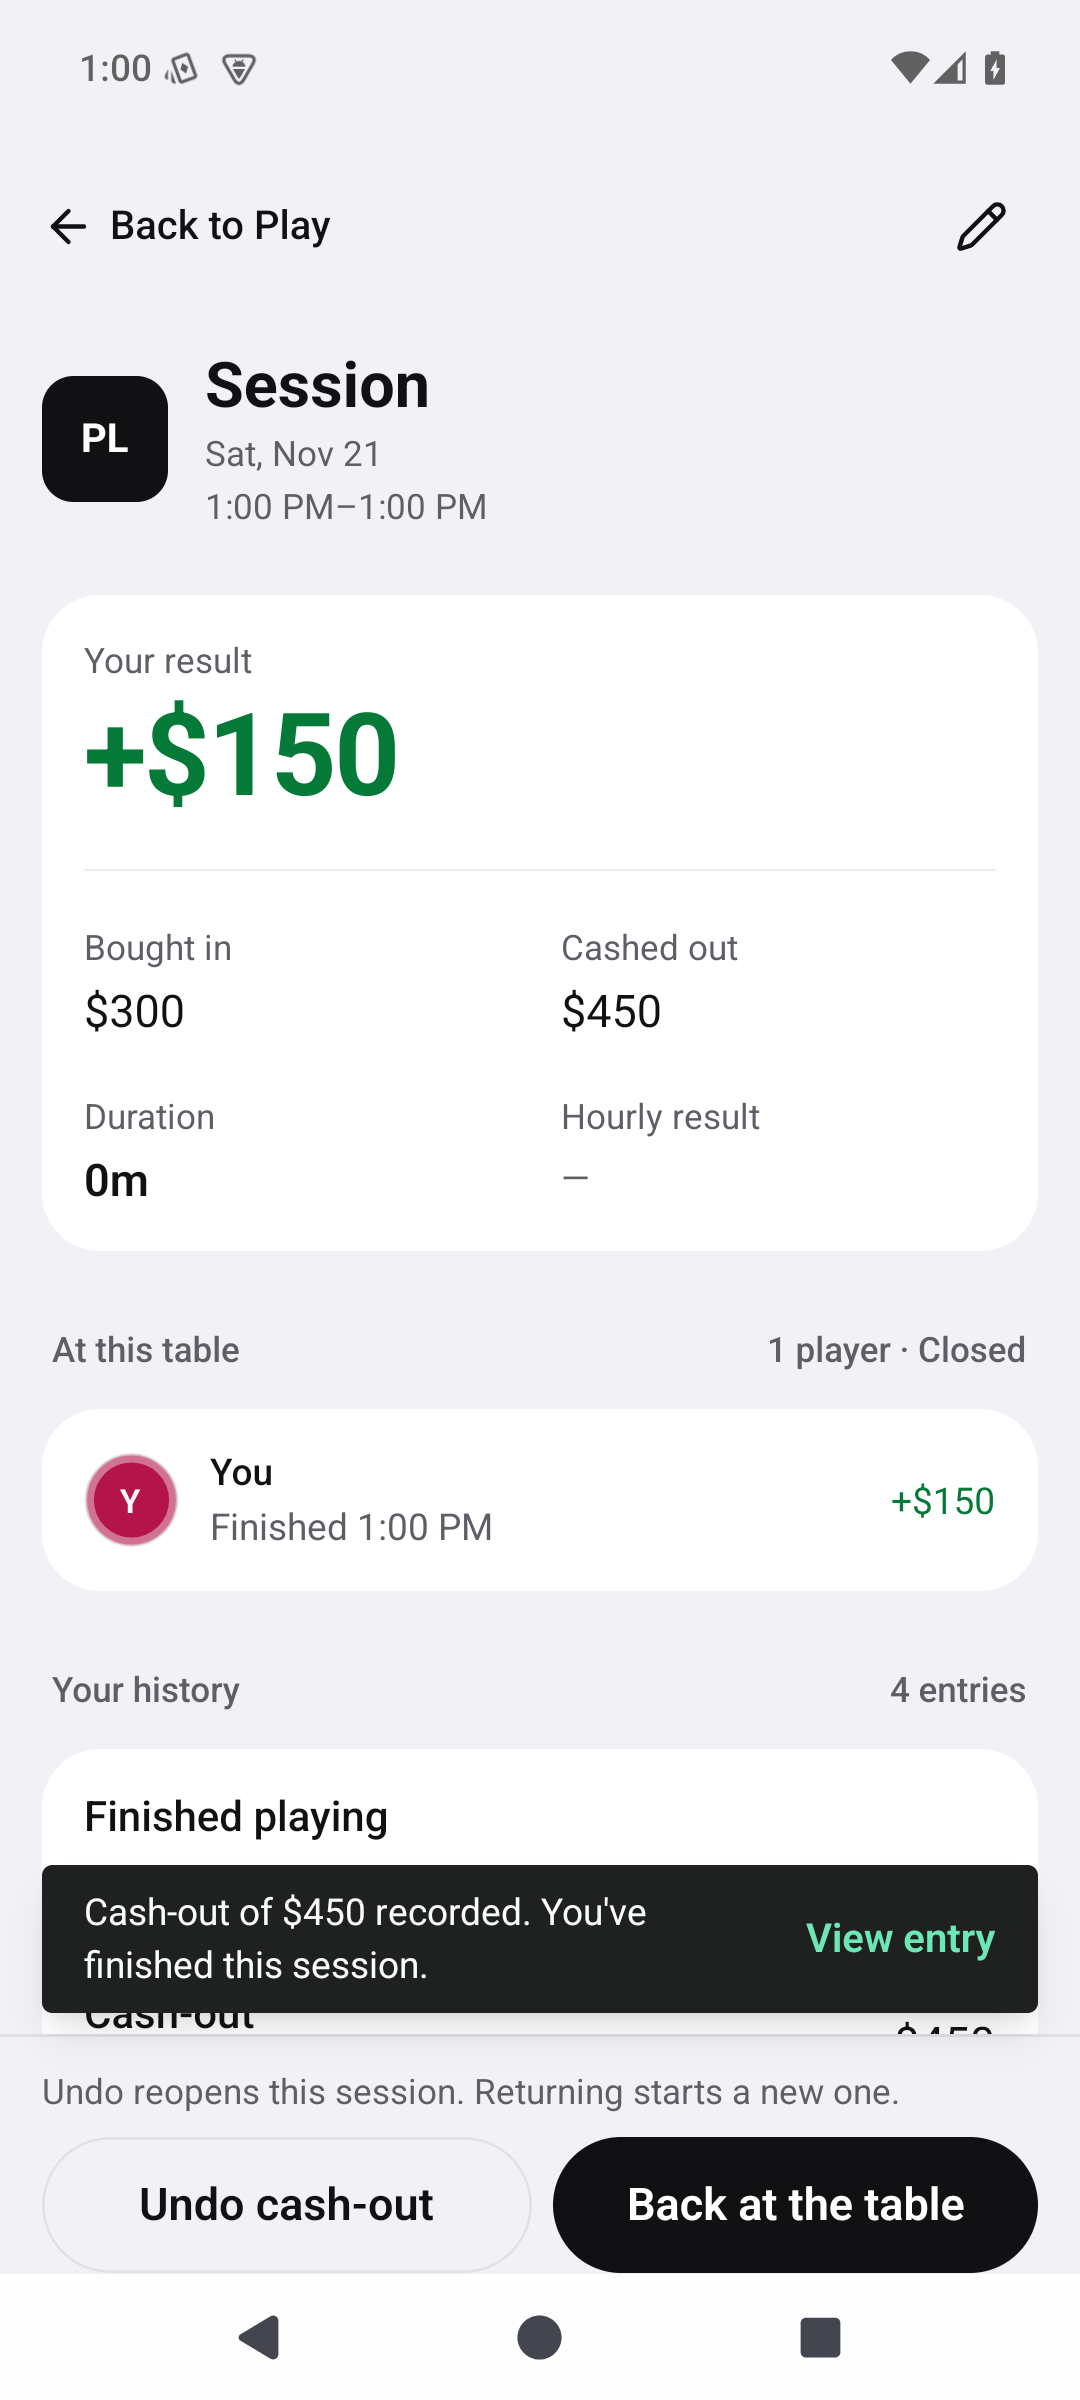 1:00
Back to Play
PL
Session
Sat, Nov 21
1:00 PM–1:00 PM
Your result
+$150
Bought in
Cashed out
$300
$450
Duration
Hourly result
0m
—
At this table
1 player · Closed
Y
You
Finished 1:00 PM
+$150
Your history
4 entries
Finished playing
Cash-out of $450 recorded. You've
finished this session.
View entry
Cash-out
$450
Undo reopens this session. Returning starts a new one.
Undo cash-out
Back at the table